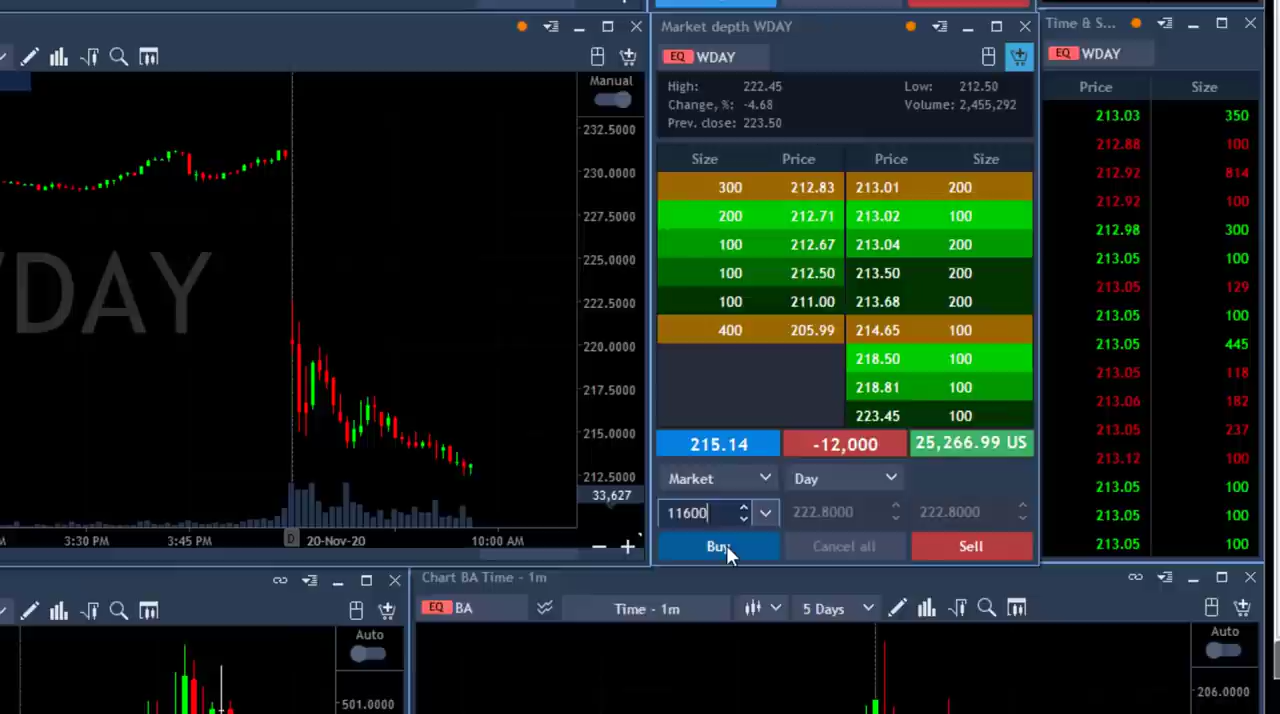 Market depth WDAY
Time & S...
EQ WDAY
EQ WDAY
Manual
High: 222.45 Low: 212.50
Change, %: -4.68 Volume: 2,455,292
Prev. close: 223.50
Price Size
232.5000
230.0000
227.5000
225.0000
222.5000
220.0000
217.5000
215.0000
212.5000
33,627
WDAY
3:30 PM 3:45 PM D 20-Nov-20 10:00 AM
Size Price Price Size
300 212.83 213.01 200
200 212.71 213.02 100
100 212.67 213.04 200
100 212.50 213.50 200
100 211.00 213.68 200
400 205.99 214.65 100
218.50 100
218.81 100
223.45 100
215.14 -12,000 25,266.99 US
Market Day
11600 222.8000 222.8000
Buy Cancel all Sell
213.03 350
212.88 100
212.92 814
212.92 100
212.98 300
213.05 100
213.05 129
213.05 100
213.05 445
213.05 118
213.06 182
213.05 237
213.12 100
213.05 100
213.05 100
213.05 100
Chart BA Time - 1m
EQ BA Time - 1m 5 Days
Auto
501.0000
Auto
206.0000